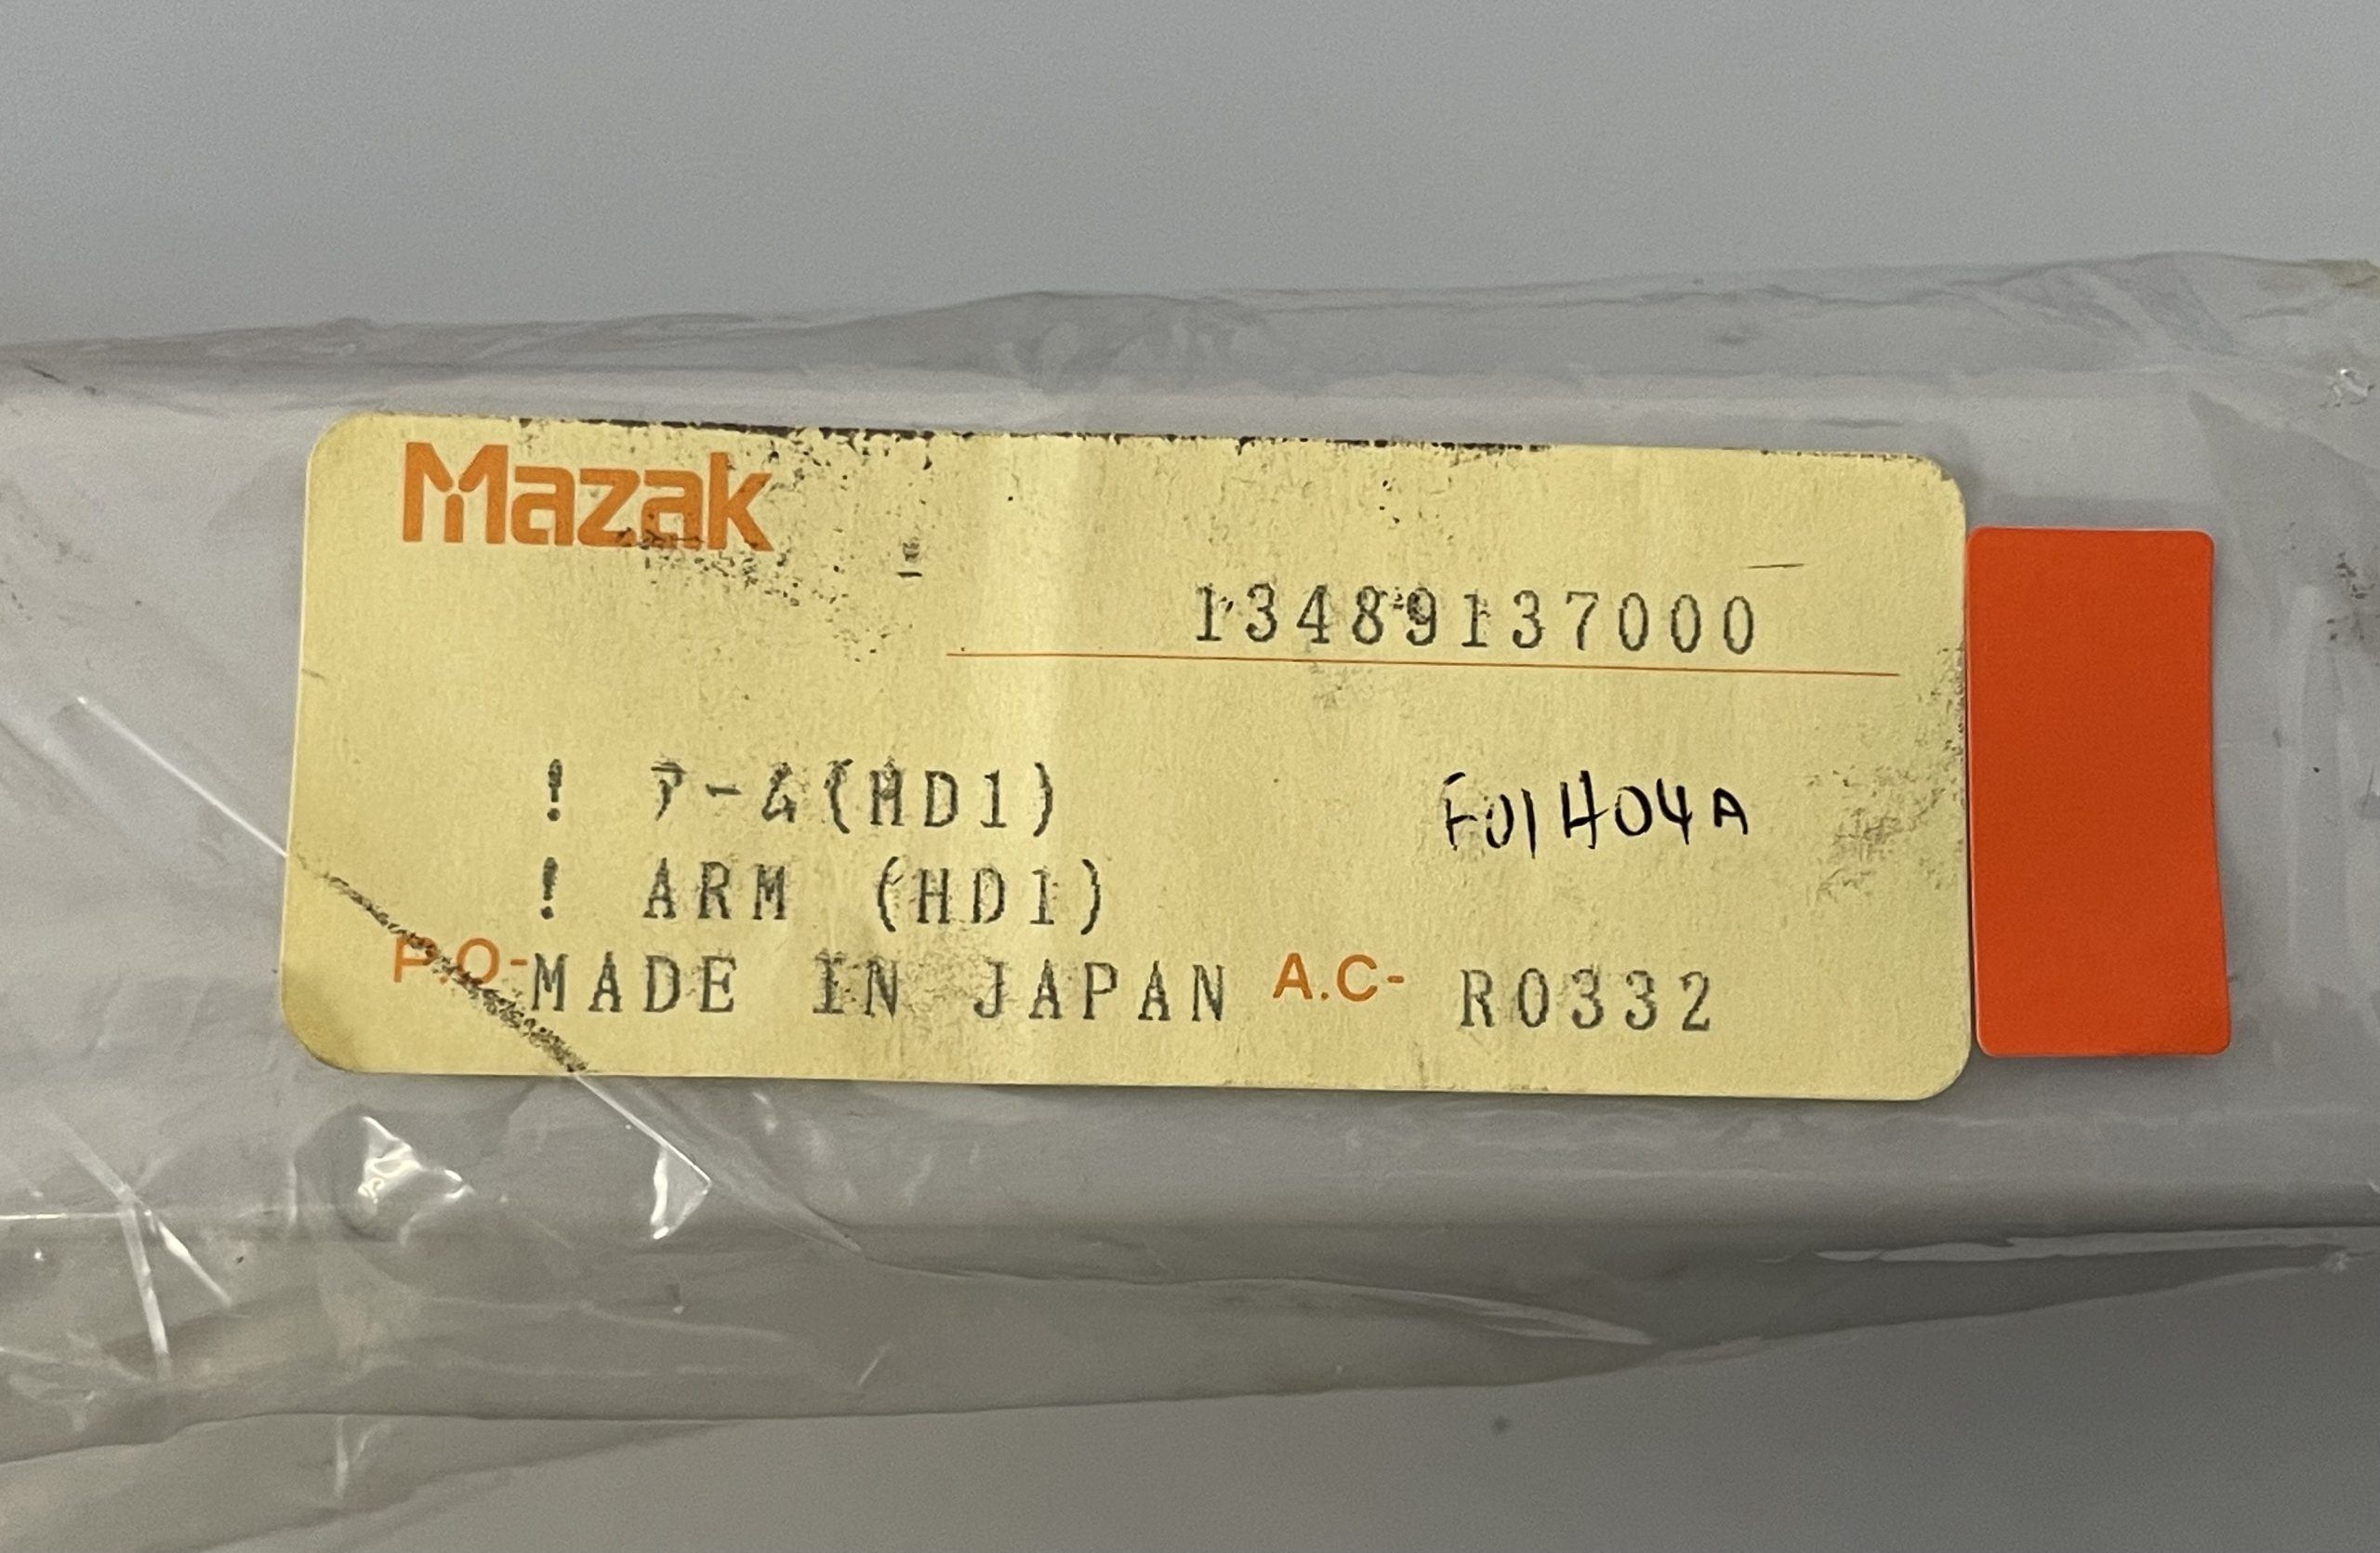 Mazak
13489137000
! アーム(HD1)
F01H04A
! ARM (HD1)
P.O-MADE IN JAPAN A.C- R0332